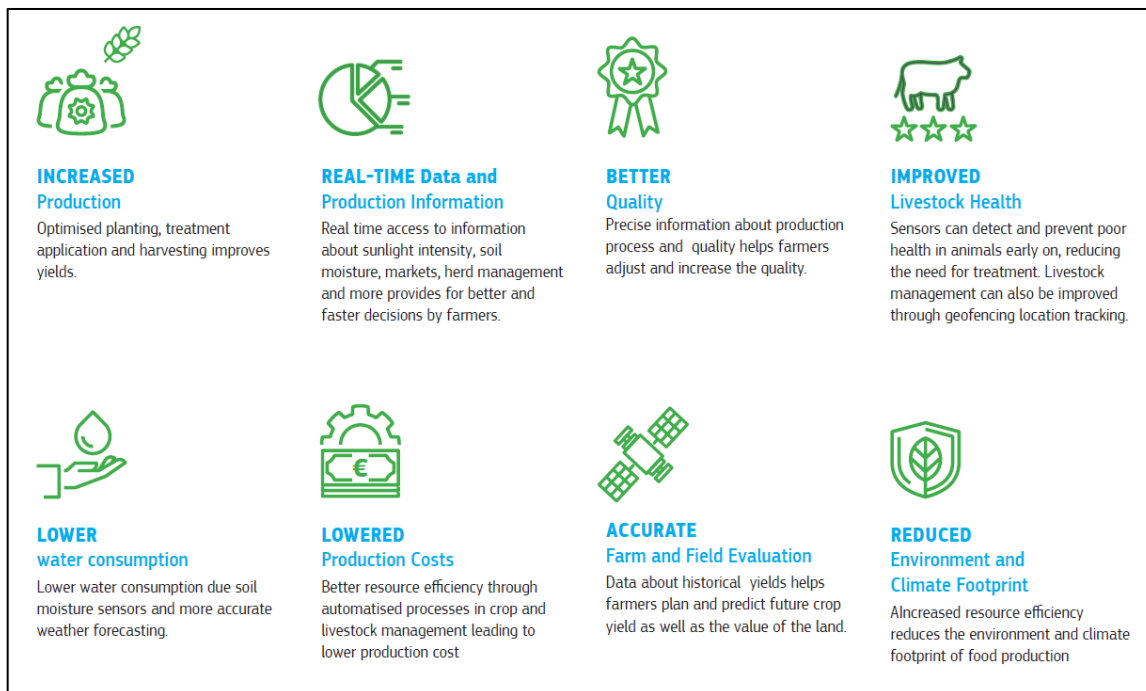 INCREASED
Production
Optimised planting, treatment
application and harvesting improves
yields.
REAL-TIME Data and
Production Information
Real time access to information
about sunlight intensity, soil
moisture, markets, herd management
and more provides for better and
faster decisions by farmers.
BETTER
Quality
Precise information about production
process and quality helps farmers
adjust and increase the quality.
IMPROVED
Livestock Health
Sensors can detect and prevent poor
health in animals early on, reducing
the need for treatment. Livestock
management can also be improved
through geofencing location tracking.
LOWER
water consumption
Lower water consumption due soil
moisture sensors and more accurate
weather forecasting.
€
LOWERED
Production Costs
Better resource efficiency through
automatised processes in crop and
livestock management leading to
lower production cost
ACCURATE
Farm and Field Evaluation
Data about historical yields helps
farmers plan and predict future crop
yield as well as the value of the land.
REDUCED
Environment and
Climate Footprint
AIncreased resource efficiency
reduces the environment and climate
footprint of food production